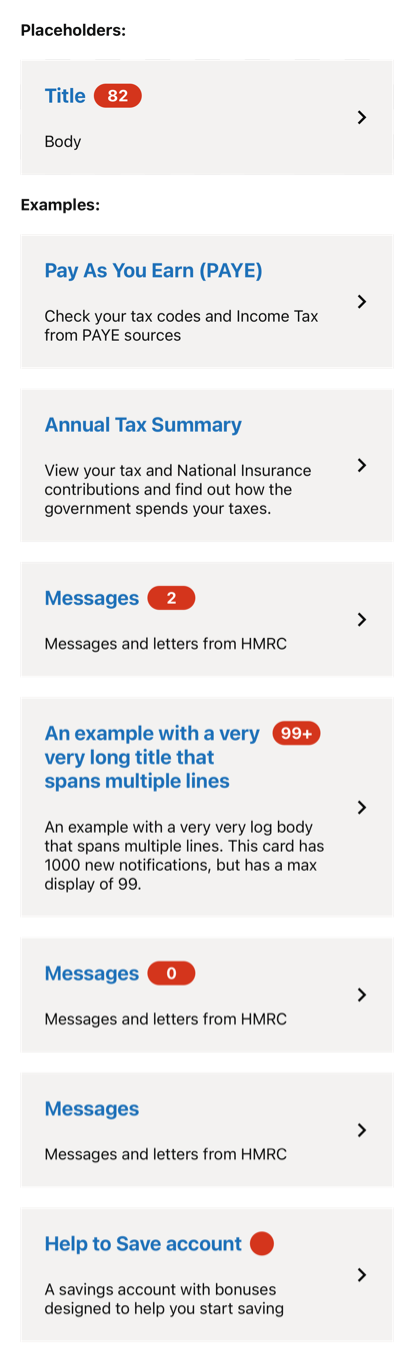 Placeholders:
Title 82
Body
Examples:
Pay As You Earn (PAYE)
Check your tax codes and Income Tax
from PAYE sources
Annual Tax Summary
View your tax and National Insurance
contributions and find out how the
government spends your taxes.
Messages 2
Messages and letters from HMRC
An example with a very 99+
very long title that
spans multiple lines
An example with a very very log body
that spans multiple lines. This card has
1000 new notifications, but has a max
display of 99.
Messages 0
Messages and letters from HMRC
Messages
Messages and letters from HMRC
Help to Save account
A savings account with bonuses
designed to help you start saving